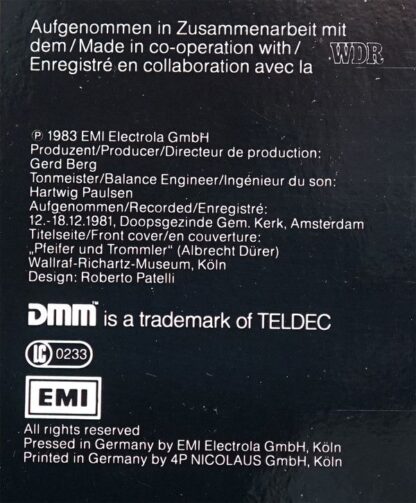 Aufgenommen in Zusammenarbeit mit
dem/Made in co-operation with/
Enregistré en collaboration avec la
WDR
℗ 1983 EMI Electrola GmbH
Produzent/Producer/Directeur de production:
Gerd Berg
Tonmeister/Balance Engineer/Ingénieur du son:
Hartwig Paulsen
Aufgenommen/Recorded/Enregistré:
12.-18.12.1981, Doopsgezinde Gem. Kerk, Amsterdam
Titelseite/Front cover/en couverture:
„Pfeifer und Trommler“ (Albrecht Dürer)
Wallraf-Richartz-Museum, Köln
Design: Roberto Patelli
DMM™ is a trademark of TELDEC
LC 0233
EMI
All rights reserved
Pressed in Germany by EMI Electrola GmbH, Köln
Printed in Germany by 4P NICOLAUS GmbH, Köln